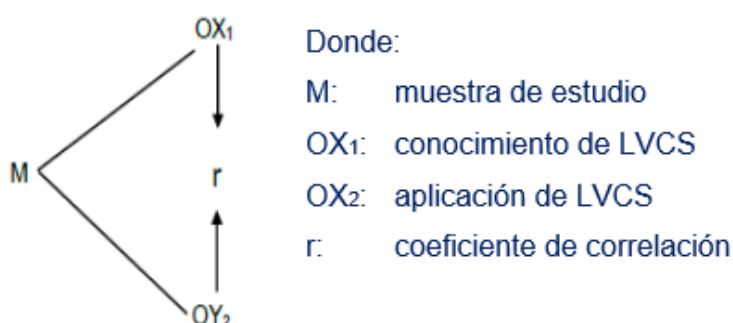 OX₁
M
r
OY₂
Donde:
M: muestra de estudio
OX₁: conocimiento de LVCS
OX₂: aplicación de LVCS
r: coeficiente de correlación